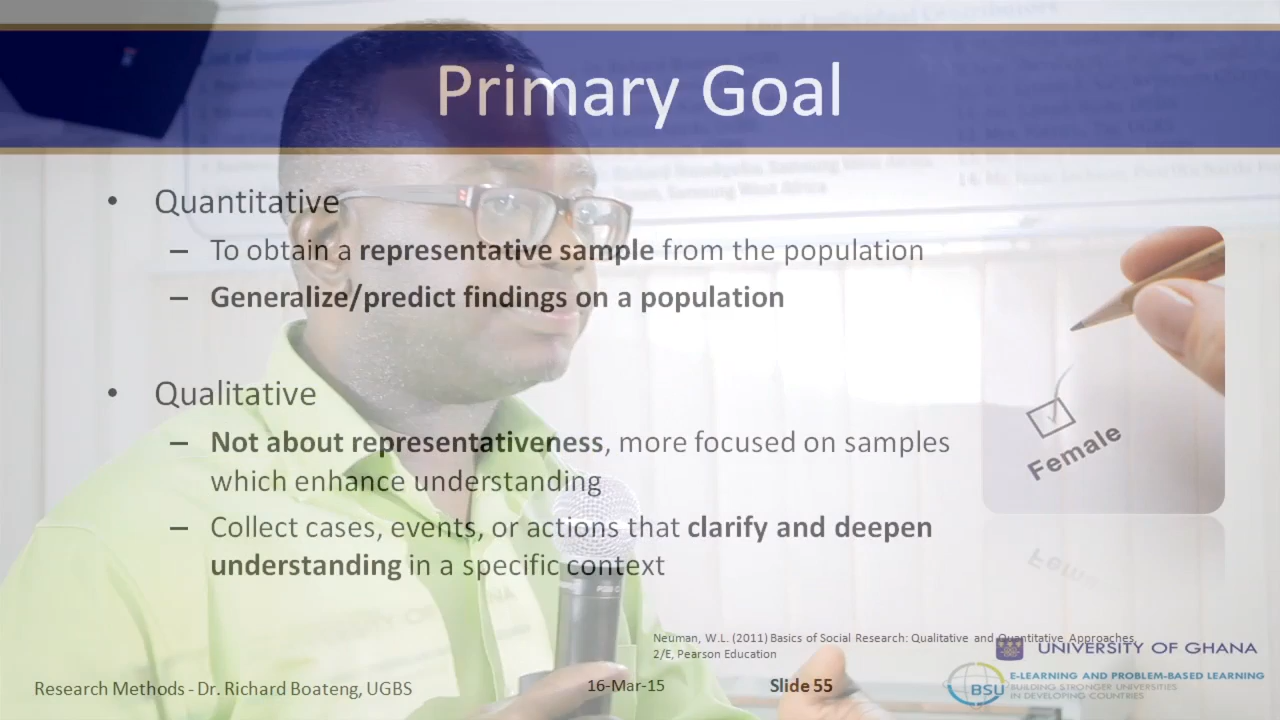 Primary Goal
• Quantitative
– To obtain a representative sample from the population
– Generalize/predict findings on a population
• Qualitative
– Not about representativeness, more focused on samples
which enhance understanding
– Collect cases, events, or actions that clarify and deepen
understanding in a specific context
Female
Neuman, W.L. (2011) Basics of Social Research: Qualitative and Quantitative Approaches,
2/E, Pearson Education
UNIVERSITY OF GHANA
Research Methods - Dr. Richard Boateng, UGBS
16-Mar-15
Slide 55
BSU
E-LEARNING AND PROBLEM-BASED LEARNING
BUILDING STRONGER UNIVERSITIES
IN DEVELOPING COUNTRIES